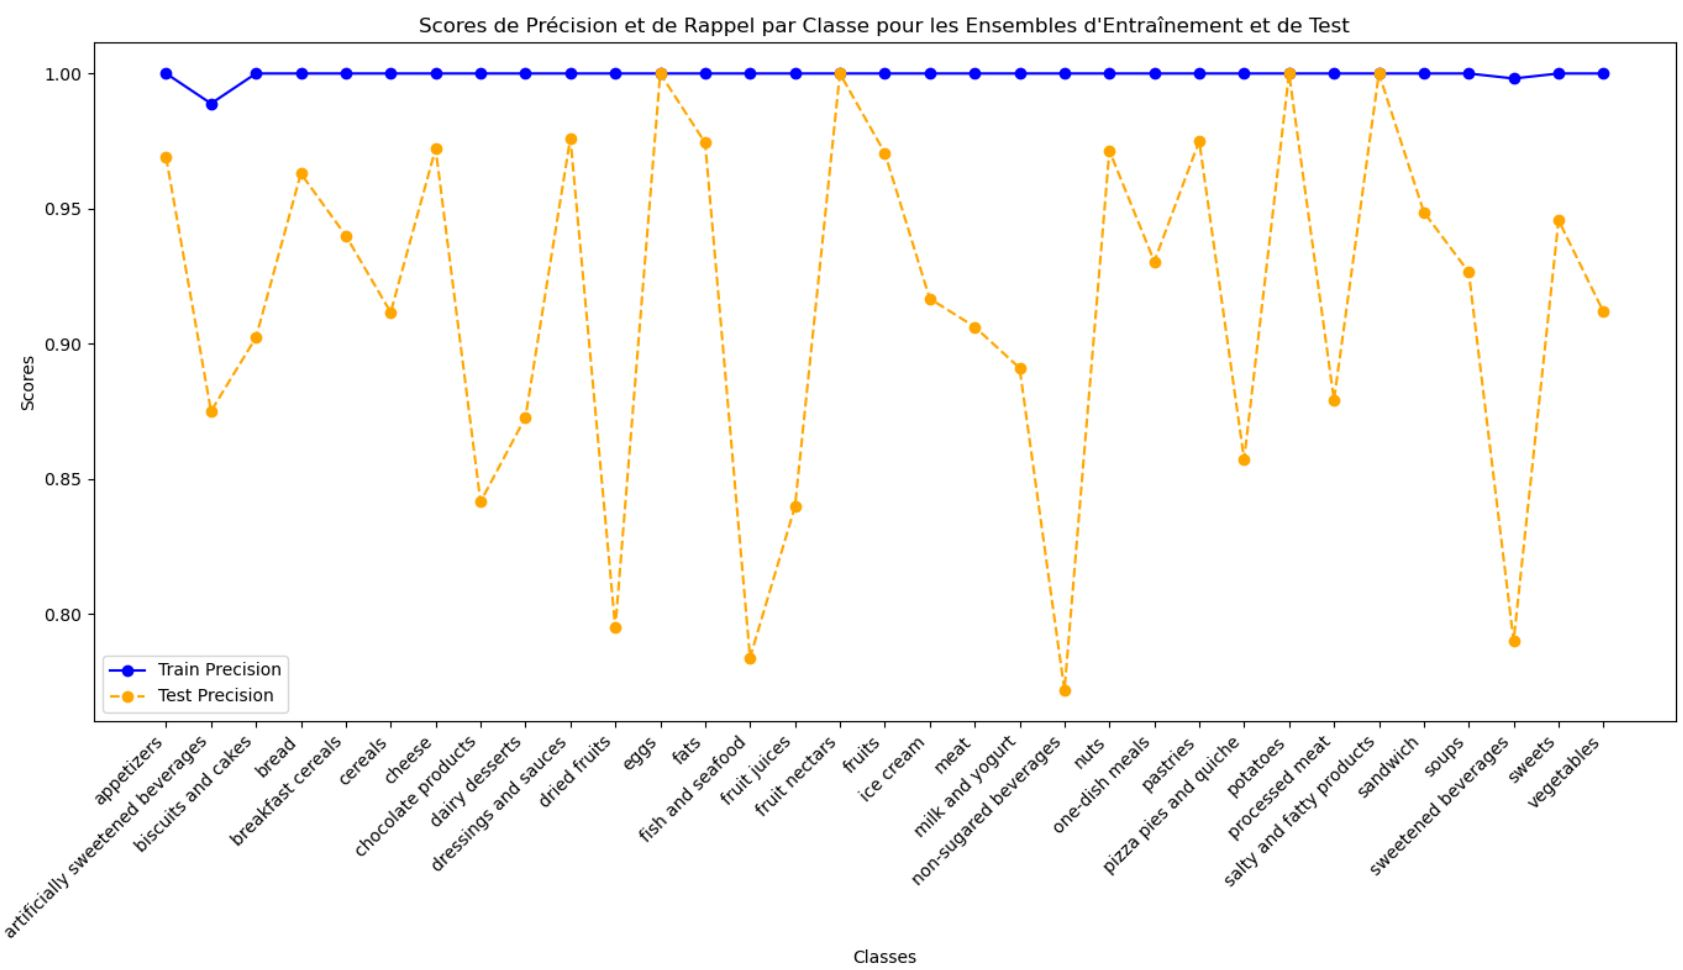 Scores de Précision et de Rappel par Classe pour les Ensembles d'Entraînement et de Test
Scores
1.00
0.95
0.90
0.85
0.80
Train Precision
Test Precision
appetizers
artificially sweetened beverages
biscuits and cakes
bread
breakfast cereals
cereals
cheese
chocolate products
dairy desserts
dressings and sauces
dried fruits
eggs
fats
fish and seafood
fruit juices
fruit nectars
fruits
ice cream
meat
milk and yogurt
non-sugared beverages
nuts
one-dish meals
pastries
pizza pies and quiche
potatoes
processed meat
salty and fatty products
sandwich
soups
sweetened beverages
sweets
vegetables
Classes